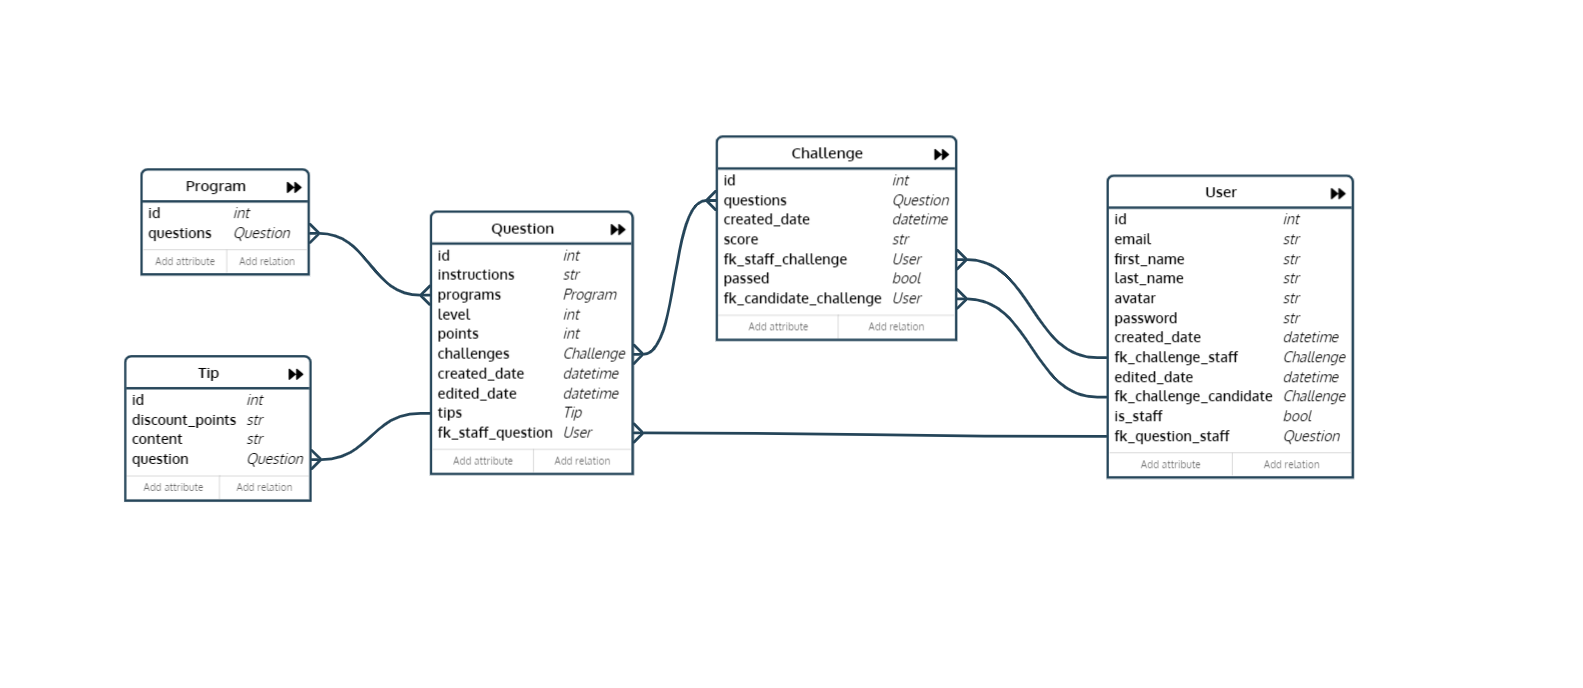 Program
id int
questions Question
Add attribute Add relation
Tip
id int
discount_points str
content str
question Question
Add attribute Add relation
Question
id int
instructions str
programs Program
level int
points int
challenges Challenge
created_date datetime
edited_date datetime
tips Tip
fk_staff_question User
Add attribute Add relation
Challenge
id int
questions Question
created_date datetime
score str
fk_staff_challenge User
passed bool
fk_candidate_challenge User
Add attribute Add relation
User
id int
email str
first_name str
last_name str
avatar str
password str
created_date datetime
fk_challenge_staff Challenge
edited_date datetime
fk_challenge_candidate Challenge
is_staff bool
fk_question_staff Question
Add attribute Add relation